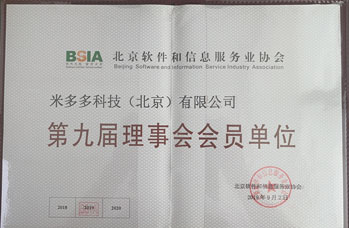 BSIA 北京软件和信息服务业协会
Beijing Software and Information Service Industry Association
米多多科技（北京）有限公司
第九届理事会会员单位
2018 2019 2020
北京软件和信息服务业协会